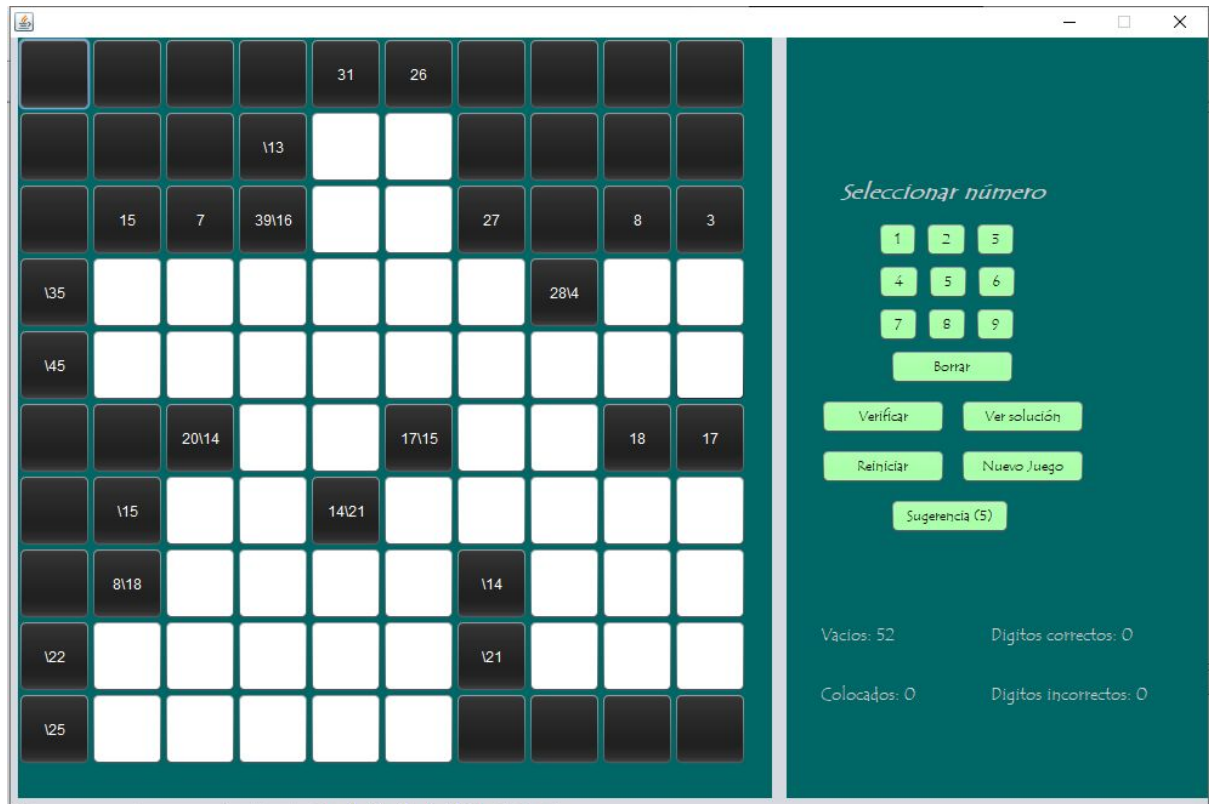 31 26
\13
15 7 39\16 27 8 3
\35 28\4
\45
20\14 17\15 18 17
\15 14\21
8\18 \14
\22 \21
\25
Seleccionar número
1 2 3
4 5 6
7 8 9
Borrar
Verificar Ver solución
Reiniciar Nuevo Juego
Sugerencia (5)
Vacios: 52 Digitos correctos: 0
Colocados: 0 Digitos incorrectos: 0